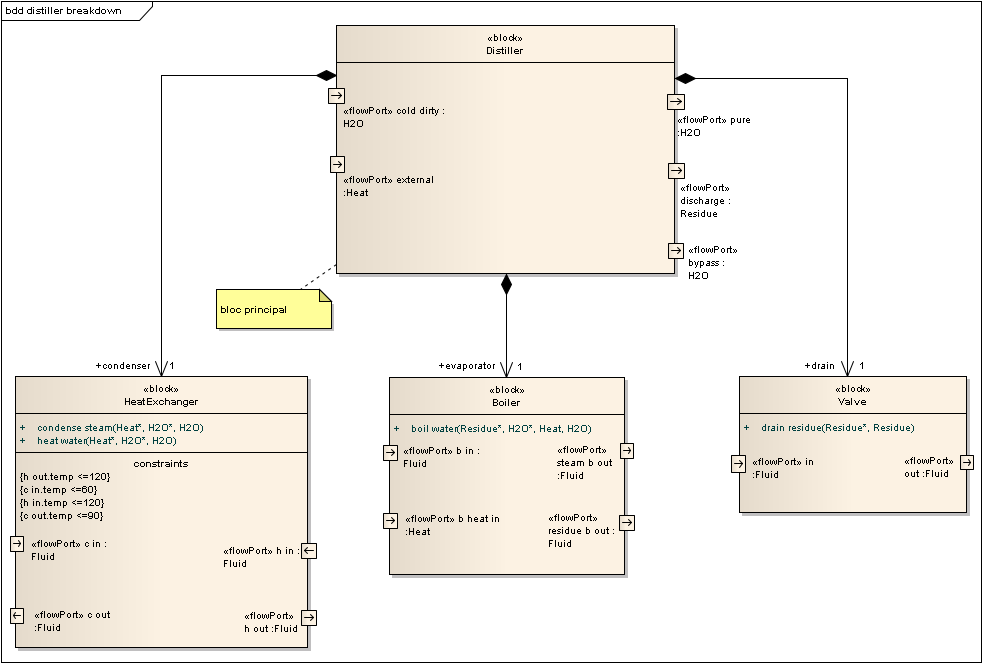 bdd distiller breakdown
«block»
Distiller
«flowPort» cold dirty :
H2O
«flowPort» external
:Heat
«flowPort» pure
:H2O
«flowPort»
discharge :
Residue
«flowPort»
bypass :
H2O
bloc principal
+condenser 1
+evaporator 1
+drain 1
«block»
HeatExchanger
+ condense steam(Heat*, H2O*, H2O)
+ heat water(Heat*, H2O*, H2O)
constraints
{h out.temp <=120}
{c in.temp <=60}
{h in.temp <=120}
{c out.temp <=90}
«flowPort» c in :
Fluid
«flowPort» h in :
Fluid
«flowPort» c out
:Fluid
«flowPort»
h out :Fluid
«block»
Boiler
+ boil water(Residue*, H2O*, Heat, H2O)
«flowPort» b in :
Fluid
«flowPort»
steam b out
:Fluid
«flowPort» b heat in
:Heat
«flowPort»
residue b out :
Fluid
«block»
Valve
+ drain residue(Residue*, Residue)
«flowPort» in
:Fluid
«flowPort»
out :Fluid